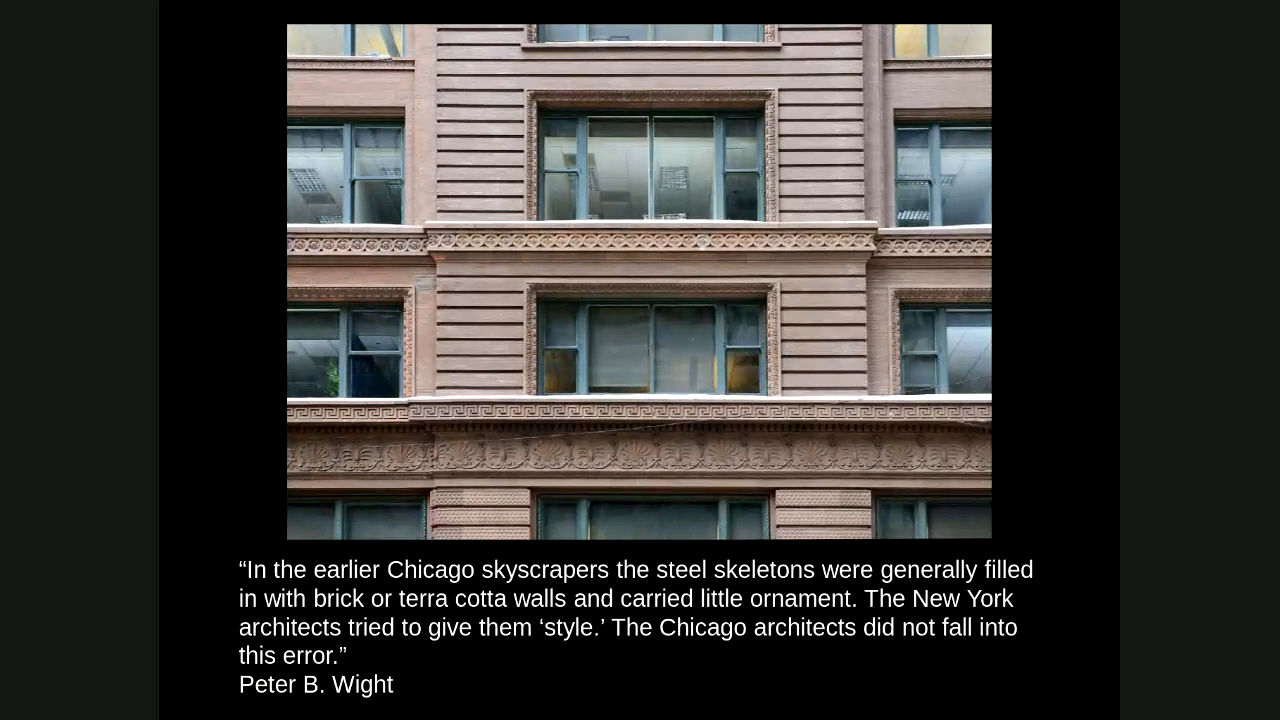 “In the earlier Chicago skyscrapers the steel skeletons were generally filled
in with brick or terra cotta walls and carried little ornament. The New York
architects tried to give them ‘style.’ The Chicago architects did not fall into
this error.”
Peter B. Wight